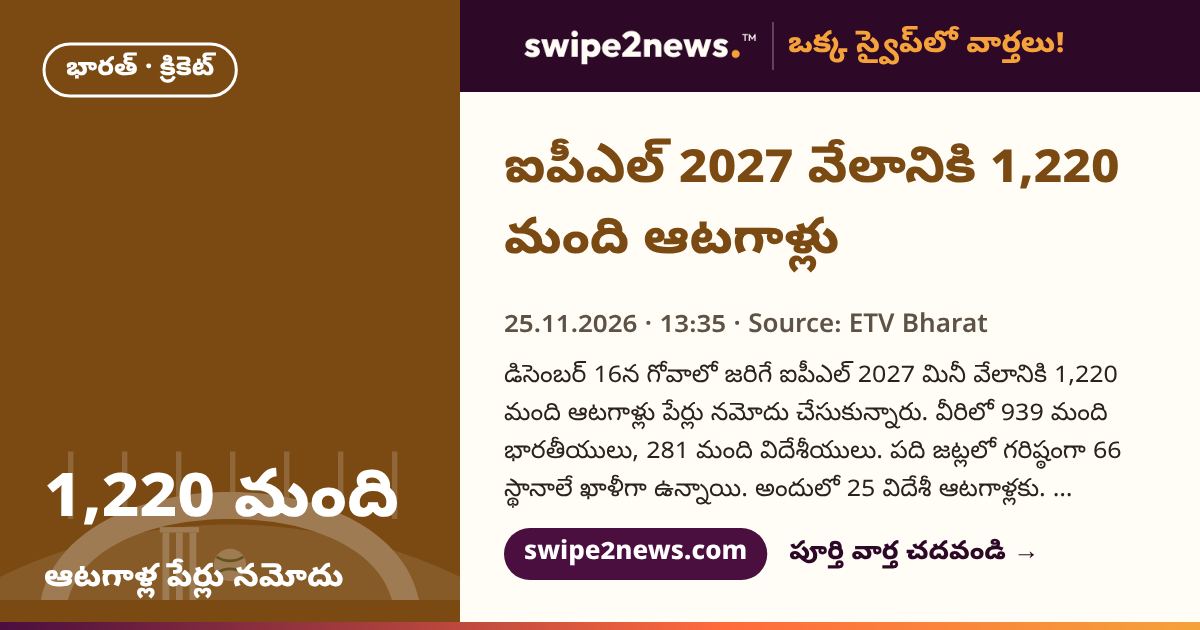 భారత్ · క్రికెట్
1,220 మంది
ఆటగాళ్ల పేర్లు నమోదు
swipe2news.™ ఒక్క స్వైప్‌లో వార్తలు!
ఐపీఎల్ 2027 వేలానికి 1,220
మంది ఆటగాళ్లు
25.11.2026 · 13:35 · Source: ETV Bharat
డిసెంబర్ 16న గోవాలో జరిగే ఐపీఎల్ 2027 మినీ వేలానికి 1,220
మంది ఆటగాళ్లు పేర్లు నమోదు చేసుకున్నారు. వీరిలో 939 మంది
భారతీయులు, 281 మంది విదేశీయులు. పది జట్లలో గరిష్ఠంగా 66
స్థానాలే ఖాళీగా ఉన్నాయి. అందులో 25 విదేశీ ఆటగాళ్లకు. ...
swipe2news.com పూర్తి వార్త చదవండి →